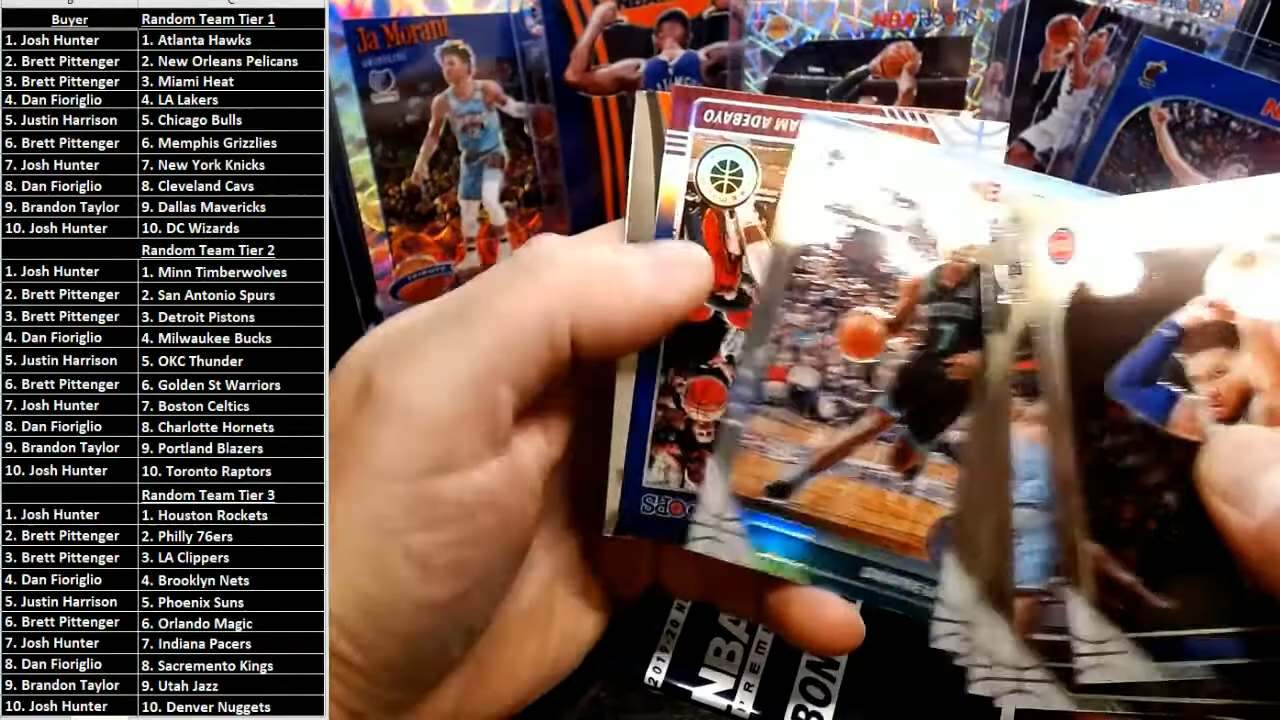 Buyer Random Team Tier 1
1. Josh Hunter 1. Atlanta Hawks
2. Brett Pittenger 2. New Orleans Pelicans
3. Brett Pittenger 3. Miami Heat
4. Dan Fioriglio 4. LA Lakers
5. Justin Harrison 5. Chicago Bulls
6. Brett Pittenger 6. Memphis Grizzlies
7. Josh Hunter 7. New York Knicks
8. Dan Fioriglio 8. Cleveland Cavs
9. Brandon Taylor 9. Dallas Mavericks
10. Josh Hunter 10. DC Wizards
Random Team Tier 2
1. Josh Hunter 1. Minn Timberwolves
2. Brett Pittenger 2. San Antonio Spurs
3. Brett Pittenger 3. Detroit Pistons
4. Dan Fioriglio 4. Milwaukee Bucks
5. Justin Harrison 5. OKC Thunder
6. Brett Pittenger 6. Golden St Warriors
7. Josh Hunter 7. Boston Celtics
8. Dan Fioriglio 8. Charlotte Hornets
9. Brandon Taylor 9. Portland Blazers
10. Josh Hunter 10. Toronto Raptors
Random Team Tier 3
1. Josh Hunter 1. Houston Rockets
2. Brett Pittenger 2. Philly 76ers
3. Brett Pittenger 3. LA Clippers
4. Dan Fioriglio 4. Brooklyn Nets
5. Justin Harrison 5. Phoenix Suns
6. Brett Pittenger 6. Orlando Magic
7. Josh Hunter 7. Indiana Pacers
8. Dan Fioriglio 8. Sacremento Kings
9. Brandon Taylor 9. Utah Jazz
10. Josh Hunter 10. Denver Nuggets
Ja Morant
GRIZZLIES
TRIBUTE
NBA HOOPS
AM ADEBAYO
7
2019-20 N
NBA
PREMI
BON